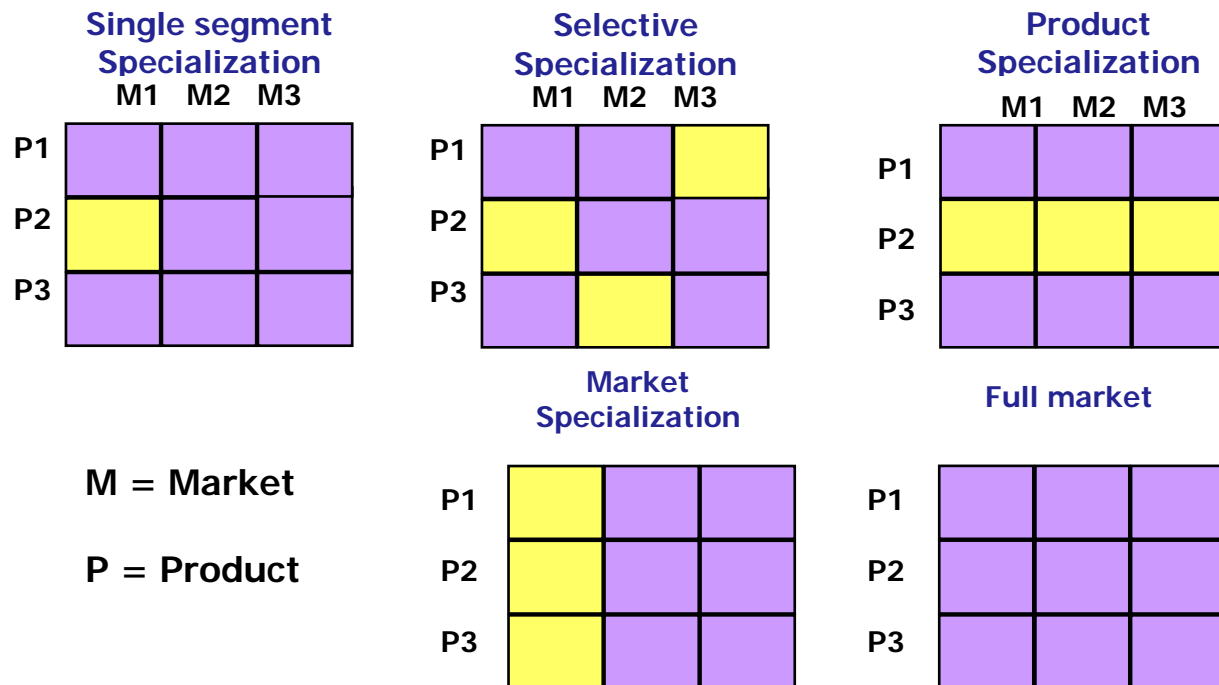 Single segment
Specialization
M1 M2 M3
P1
P2
P3
Selective
Specialization
M1 M2 M3
P1
P2
P3
Product
Specialization
M1 M2 M3
P1
P2
P3
M = Market
P = Product
Market
Specialization
P1
P2
P3
Full market
P1
P2
P3